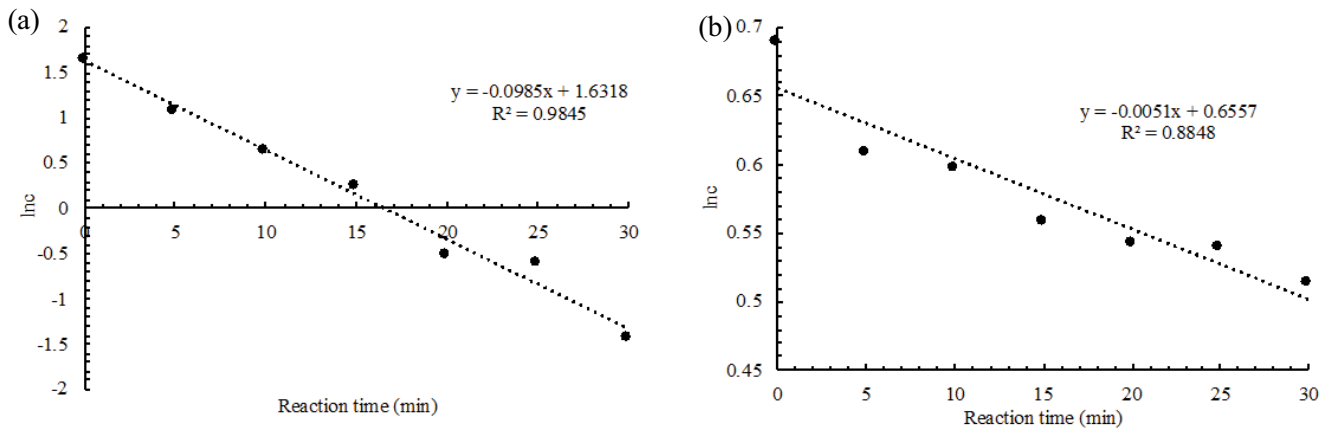 (a)
2
1.5
1
0.5
0
-0.5
-1
-1.5
-2
0
5
10
15
20
25
30
lnc
Reaction time (min)
y = -0.0985x + 1.6318
R² = 0.9845
(b)
0.7
0.65
0.6
0.55
0.5
0.45
0
5
10
15
20
25
30
lnc
Reaction time (min)
y = -0.0051x + 0.6557
R² = 0.8848